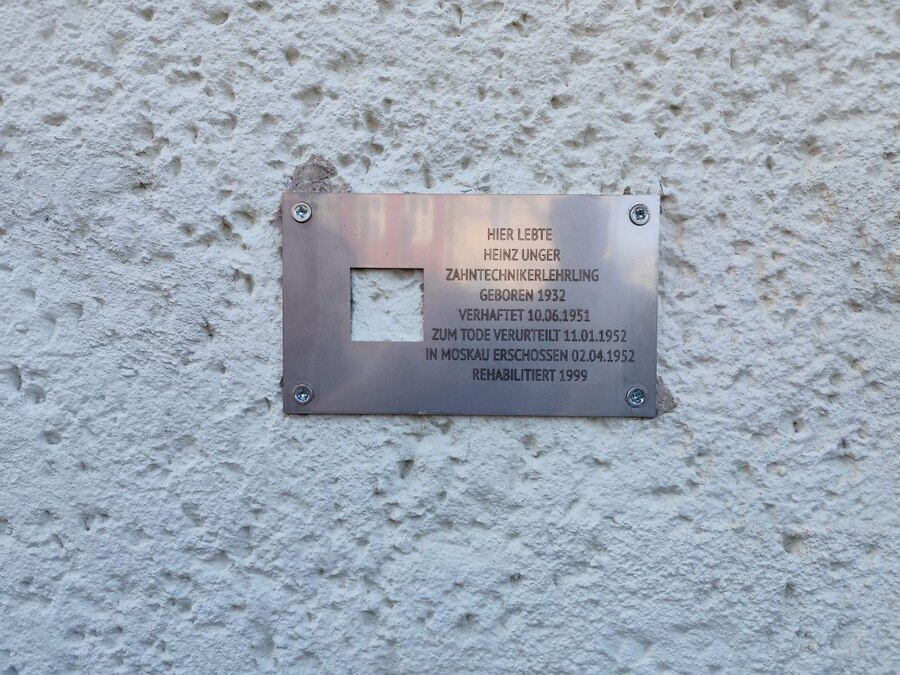 HIER LEBTE
HEINZ UNGER
ZAHNTECHNIKERLEHRLING
GEBOREN 1932
VERHAFTET 10.06.1951
ZUM TODE VERURTEILT 11.01.1952
IN MOSKAU ERSCHOSSEN 02.04.1952
REHABILITIERT 1999